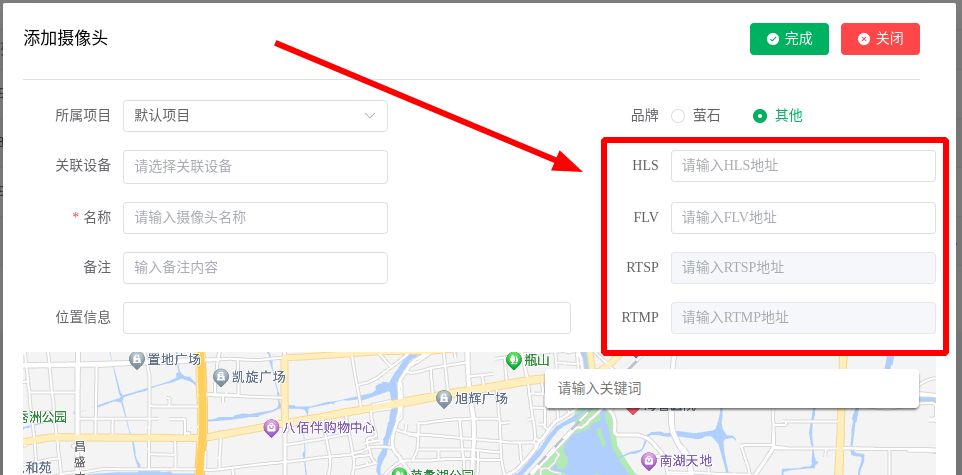 添加摄像头
完成
关闭
所属项目
默认项目
品牌
萤石
其他
关联设备
请选择关联设备
HLS
请输入HLS地址
* 名称
请输入摄像头名称
FLV
请输入FLV地址
备注
输入备注内容
RTSP
请输入RTSP地址
位置信息
RTMP
请输入RTMP地址
置地广场
瓶山
凯旋广场
请输入关键词
旭辉广场
秀洲公园
八佰伴购物中心
昌
盛
和苑
南湖天地